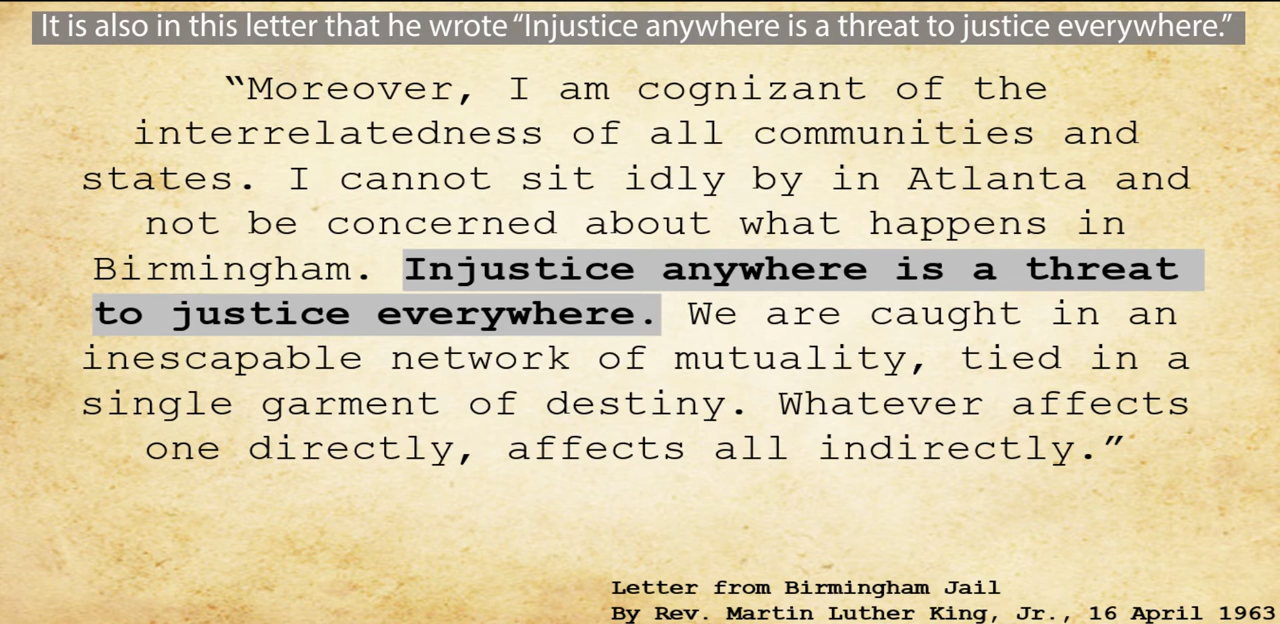 It is also in this letter that he wrote “Injustice anywhere is a threat to justice everywhere.”
“Moreover, I am cognizant of the
interrelatedness of all communities and
states. I cannot sit idly by in Atlanta and
not be concerned about what happens in
Birmingham. Injustice anywhere is a threat
to justice everywhere. We are caught in an
inescapable network of mutuality, tied in a
single garment of destiny. Whatever affects
one directly, affects all indirectly.”
Letter from Birmingham Jail
By Rev. Martin Luther King, Jr., 16 April 1963